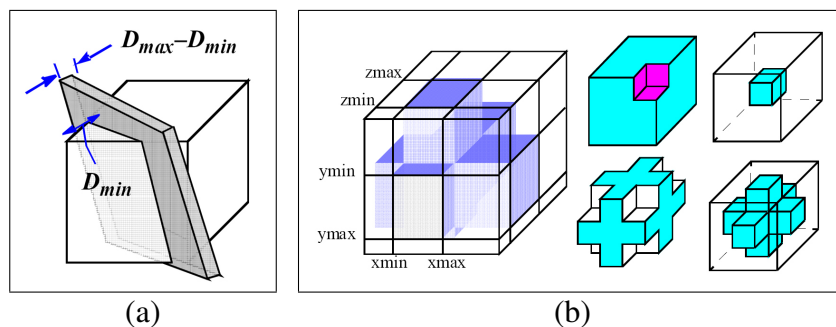 Dmax−Dmin
Dmin
(a)
zmax
zmin
ymin
ymax
xmin xmax
(b)